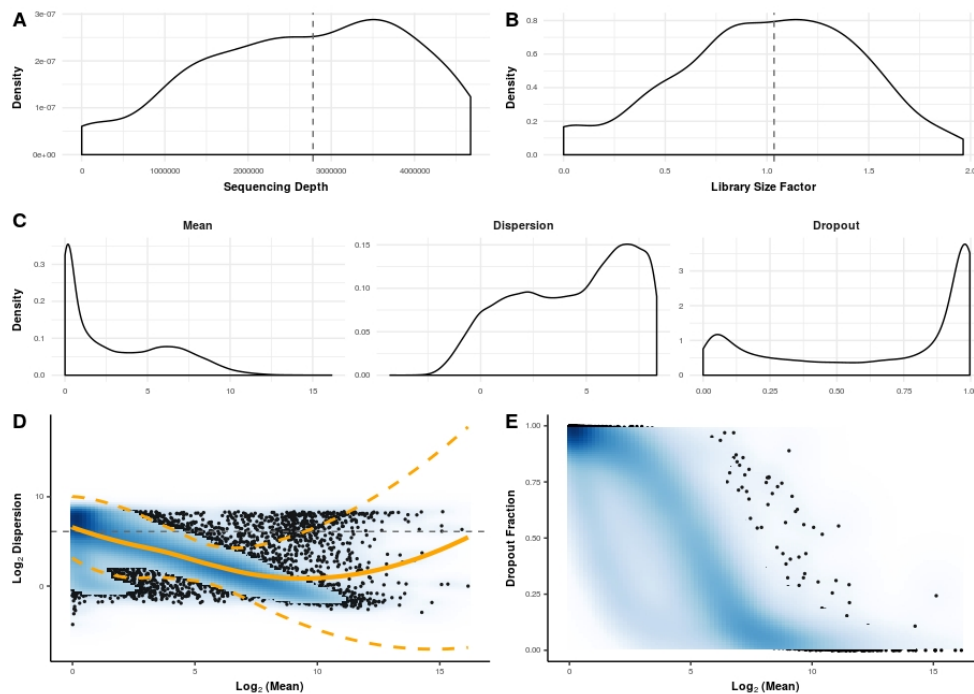 A
Density
3e-07
2e-07
1e-07
0e+00
0 1000000 2000000 3000000 4000000
Sequencing Depth
B
Density
0.8
0.6
0.4
0.2
0.0
0.0 0.5 1.0 1.5 2.0
Library Size Factor
C
Mean
Density
0.3
0.2
0.1
0.0
0 5 10 15
Dispersion
0.15
0.10
0.05
0.00
0 5
Dropout
3
2
1
0
0.00 0.25 0.50 0.75 1.00
D
Log2 Dispersion
10
0
0 5 10 15
Log2 (Mean)
E
Dropout Fraction
1.00
0.75
0.50
0.25
0.00
0 5 10 15
Log2 (Mean)